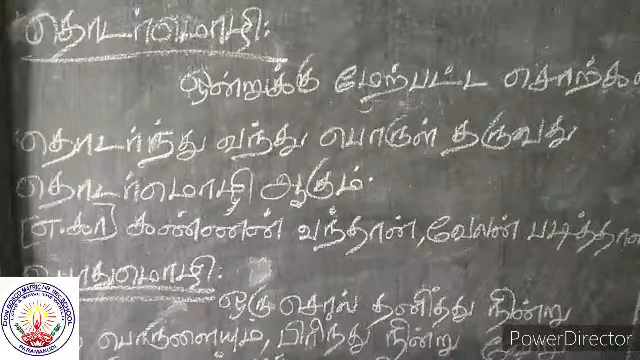 தொடர்மொழி:
ஒன்றுக்கு மேற்பட்ட சொற்கள்
தொடர்ந்து வந்து பொருள் தருவது
தொடர்மொழி ஆகும்.
[எ.கா] கண்ணன் வந்தான், வேலன் படித்தான்
பொதுமொழி:
ஒரு சொல் தனித்து நின்று
பொருளையும், பிரிந்து நின்று
PowerDirector